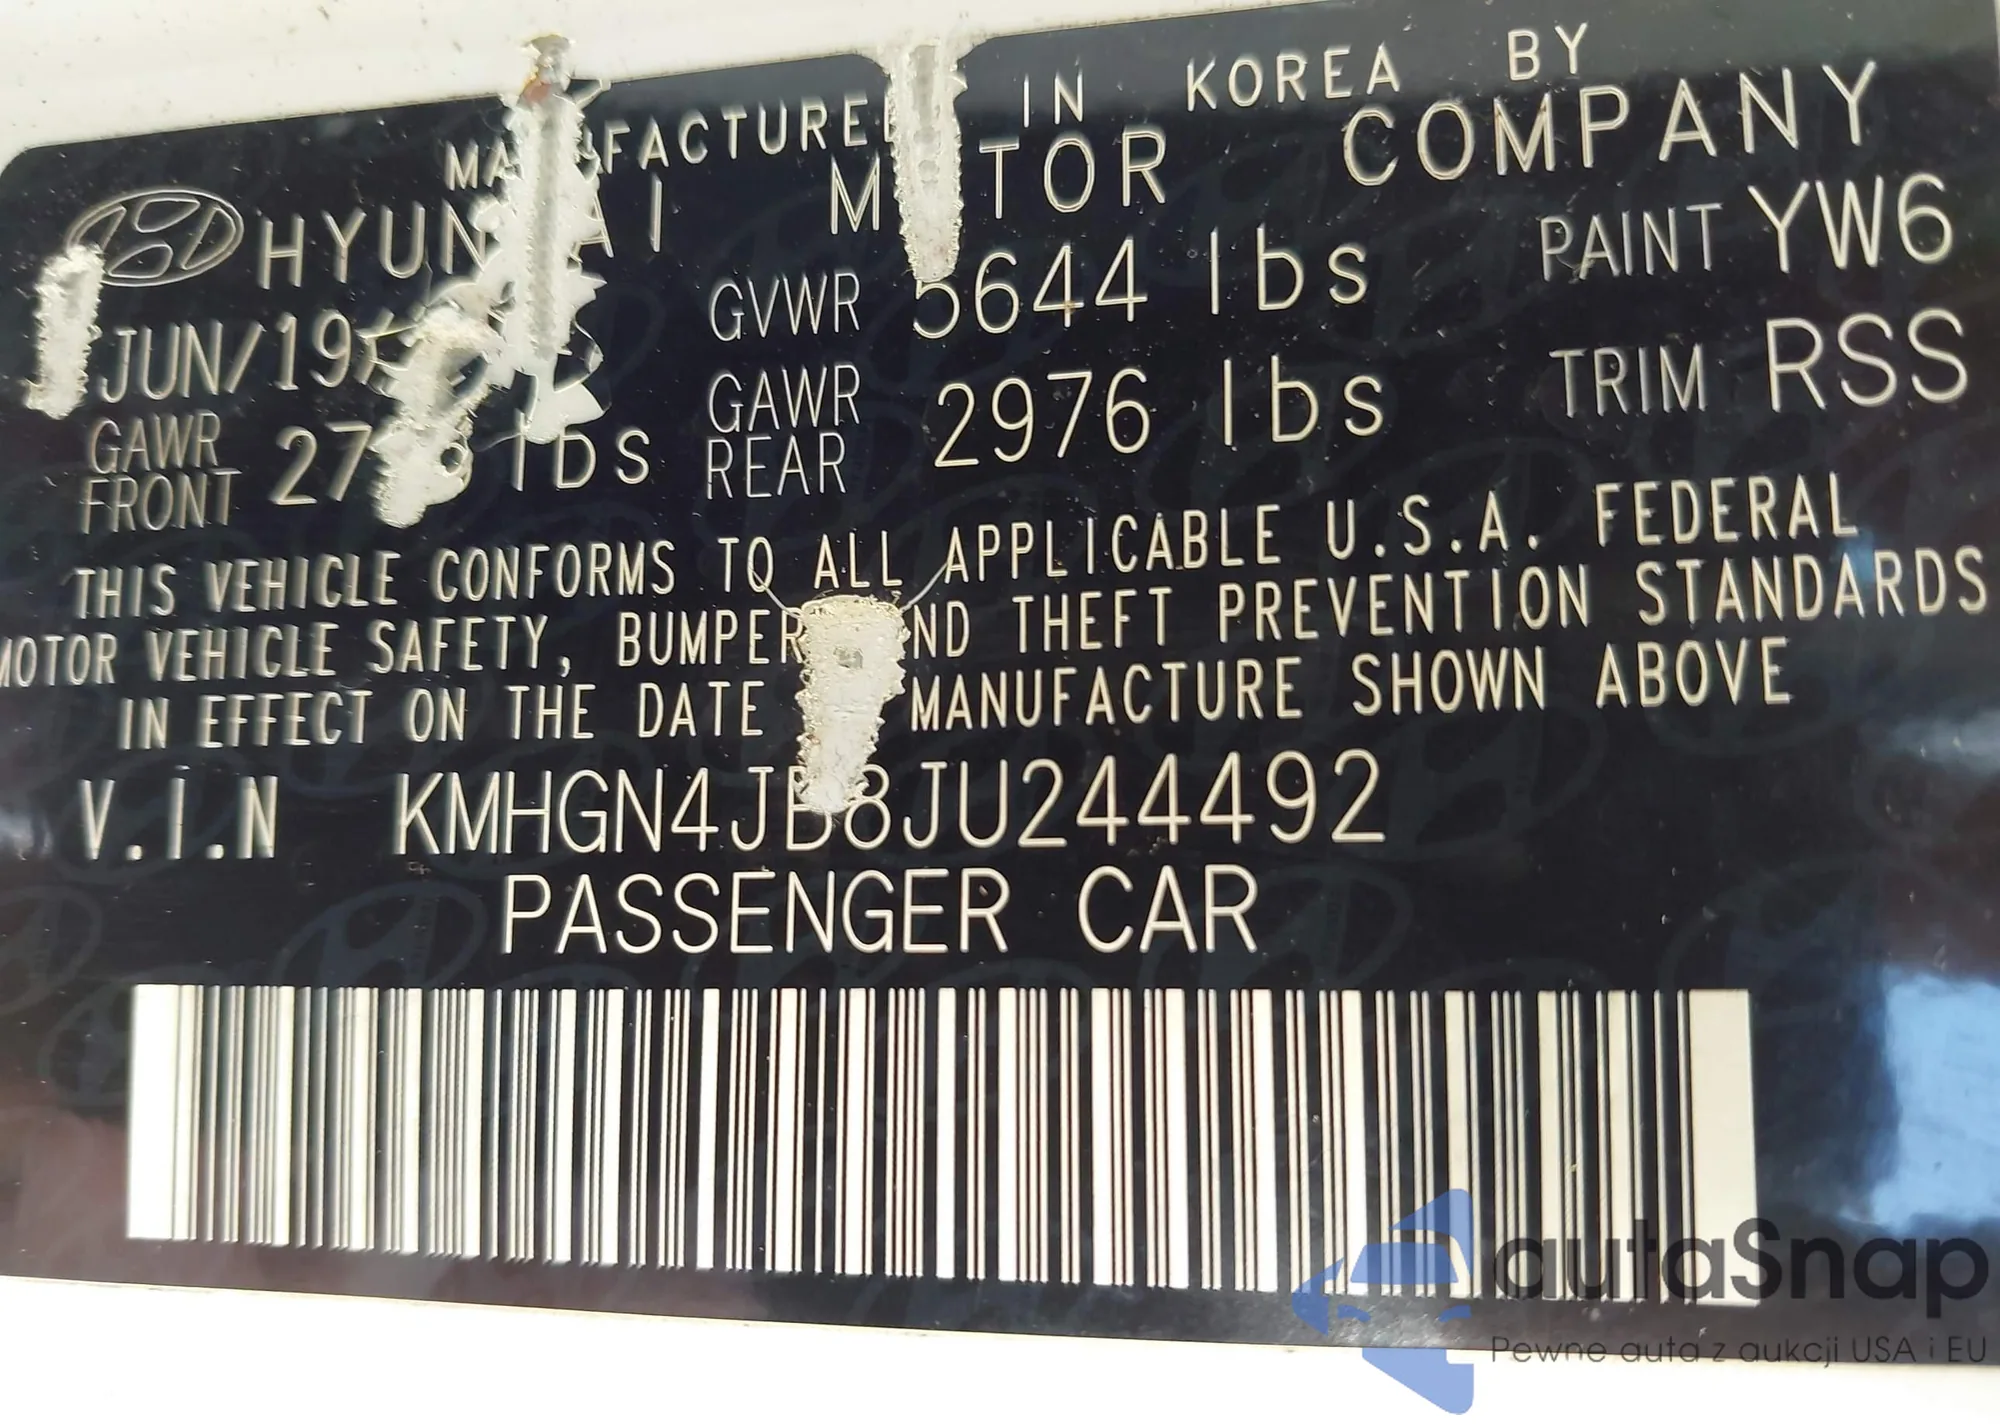 MANUFACTURED IN KOREA BY
HYUNDAI MOTOR COMPANY
GVWR 5644 lbs PAINT YW6
GAWR FRONT lbs GAWR REAR 2976 lbs TRIM RSS
THIS VEHICLE CONFORMS TO ALL APPLICABLE U.S.A. FEDERAL
MOTOR VEHICLE SAFETY, BUMPER AND THEFT PREVENTION STANDARDS
IN EFFECT ON THE DATE MANUFACTURE SHOWN ABOVE
V.I.N KMHGN4JB8JU244492
PASSENGER CAR
autaSnap
Pewne auta z aukcji USA i EU